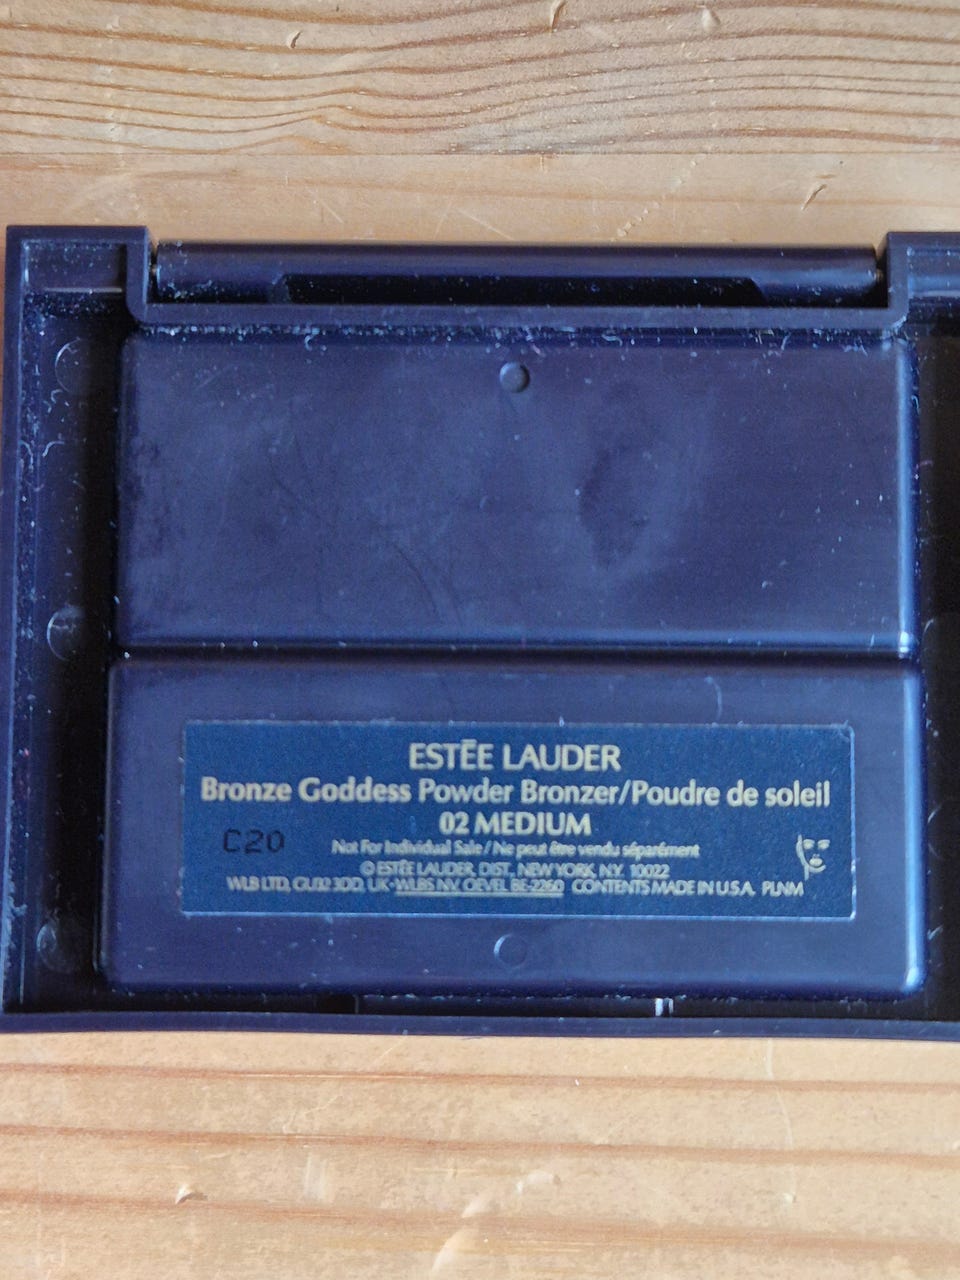 ESTĒE LAUDER
Bronze Goddess Powder Bronzer/Poudre de soleil
02 MEDIUM
C20
Not For Individual Sale / Ne peut être vendu séparément
© ESTĒE LAUDER, DIST., NEW YORK, N.Y. 10022
WLB LTD, GU32 3DD, UK • WLBS NV, OEVEL BE-2260 CONTENTS MADE IN U.S.A. PLNM